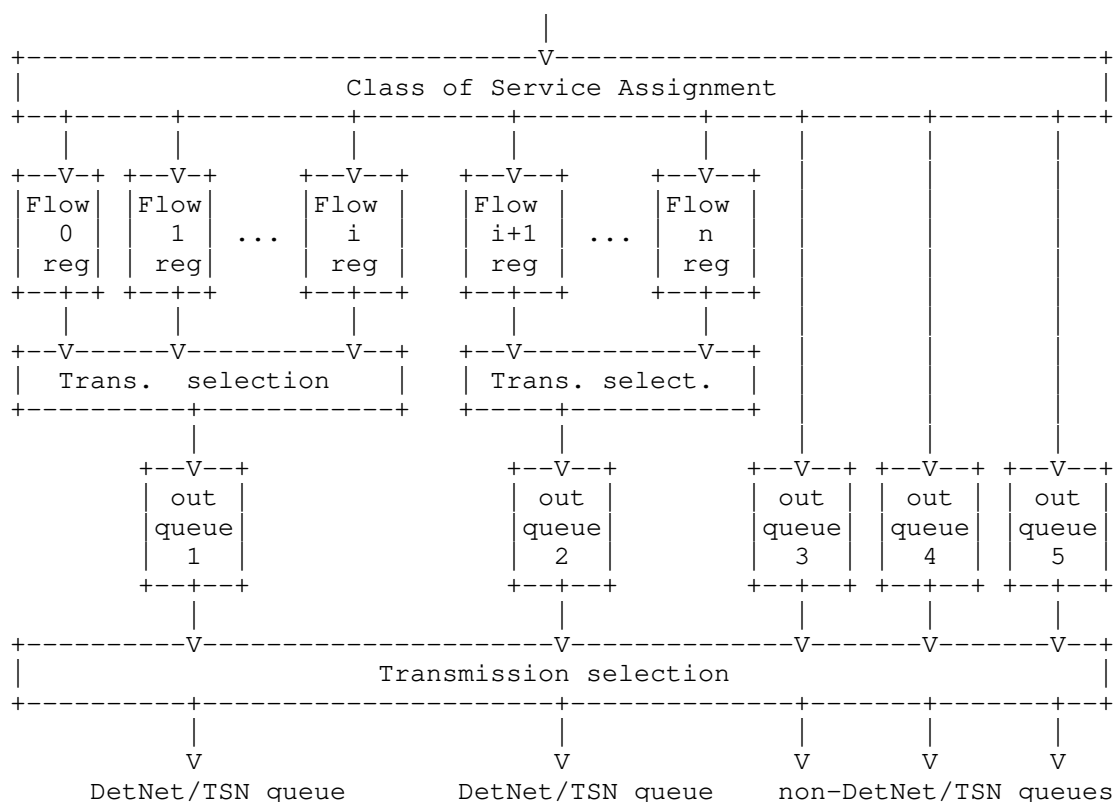 Class of Service Assignment
Flow Flow Flow Flow Flow
0 1 ... i i+1 ... n
reg reg reg reg reg
Trans. selection Trans. select.
out out out out out
queue queue queue queue queue
1 2 3 4 5
Transmission selection
DetNet/TSN queue DetNet/TSN queue non-DetNet/TSN queues